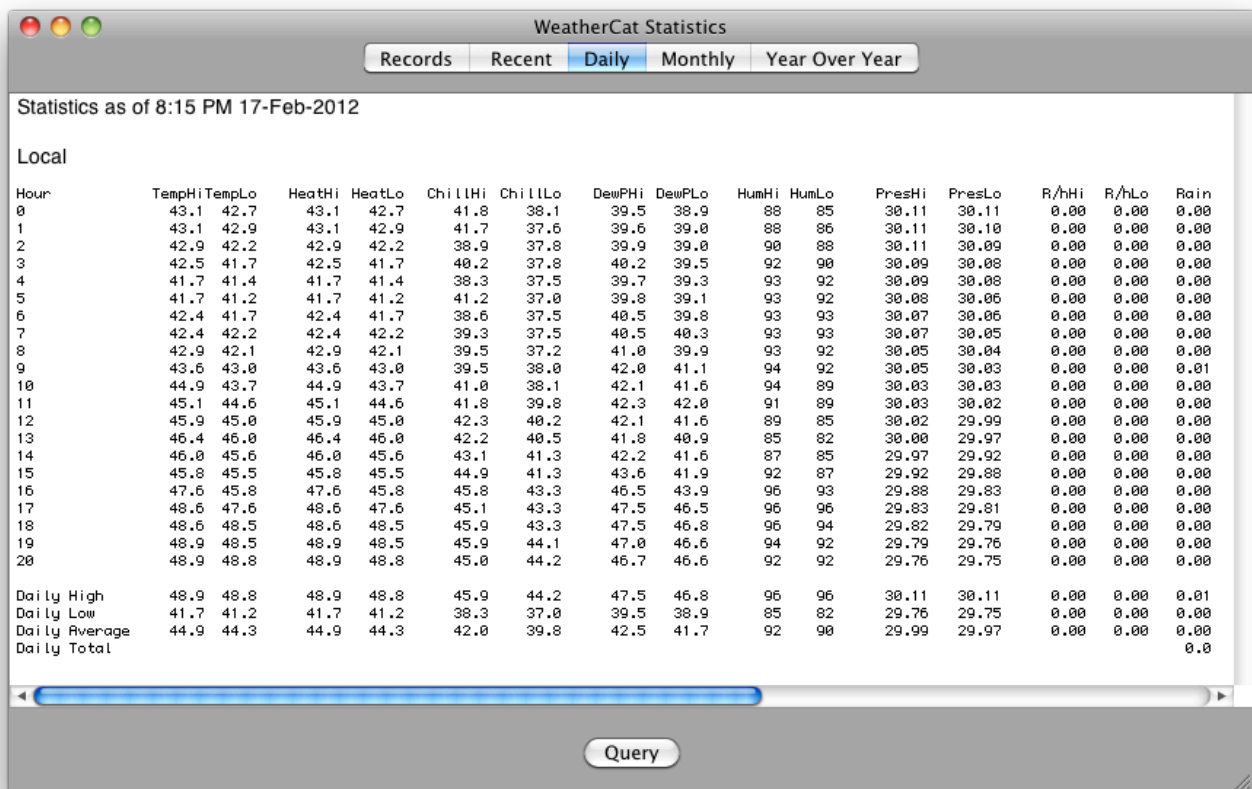 WeatherCat Statistics
Records Recent Daily Monthly Year Over Year
Statistics as of 8:15 PM 17-Feb-2012
Local
Hour TempHi TempLo HeatHi HeatLo ChillHi ChillLo DewPHi DewPLo HumHi HumLo PresHi PresLo R/hHi R/hLo Rain
0 43.1 42.7 43.1 42.7 41.8 38.1 39.5 38.9 88 85 30.11 30.11 0.00 0.00 0.00
1 43.1 42.9 43.1 42.9 41.7 37.6 39.6 39.0 88 86 30.11 30.10 0.00 0.00 0.00
2 42.9 42.2 42.9 42.2 38.9 37.8 39.9 39.0 90 88 30.11 30.09 0.00 0.00 0.00
3 42.5 41.7 42.5 41.7 40.2 37.8 40.2 39.5 92 90 30.09 30.08 0.00 0.00 0.00
4 41.7 41.4 41.7 41.4 38.3 37.5 39.7 39.3 93 92 30.09 30.08 0.00 0.00 0.00
5 41.7 41.2 41.7 41.2 41.2 37.0 39.8 39.1 93 92 30.08 30.06 0.00 0.00 0.00
6 42.4 41.7 42.4 41.7 38.6 37.5 40.5 39.8 93 93 30.07 30.06 0.00 0.00 0.00
7 42.4 42.2 42.4 42.2 39.3 37.5 40.5 40.3 93 93 30.07 30.05 0.00 0.00 0.00
8 42.9 42.1 42.9 42.1 39.5 37.2 41.0 39.9 93 92 30.05 30.04 0.00 0.00 0.00
9 43.6 43.0 43.6 43.0 39.5 38.0 42.0 41.1 94 92 30.05 30.03 0.00 0.00 0.01
10 44.9 43.7 44.9 43.7 41.0 38.1 42.1 41.6 94 89 30.03 30.03 0.00 0.00 0.00
11 45.1 44.6 45.1 44.6 41.8 39.8 42.3 42.0 91 89 30.03 30.02 0.00 0.00 0.00
12 45.9 45.0 45.9 45.0 42.3 40.2 42.1 41.6 89 85 30.02 29.99 0.00 0.00 0.00
13 46.4 46.0 46.4 46.0 42.2 40.5 41.8 40.9 85 82 30.00 29.97 0.00 0.00 0.00
14 46.0 45.6 46.0 45.6 43.1 41.3 42.2 41.6 87 85 29.97 29.92 0.00 0.00 0.00
15 45.8 45.5 45.8 45.5 44.9 41.3 43.6 41.9 92 87 29.92 29.88 0.00 0.00 0.00
16 47.6 45.8 47.6 45.8 45.8 43.3 46.5 43.9 96 93 29.88 29.83 0.00 0.00 0.00
17 48.6 47.6 48.6 47.6 45.1 43.3 47.5 46.5 96 96 29.83 29.81 0.00 0.00 0.00
18 48.6 48.5 48.6 48.5 45.9 43.3 47.5 46.8 96 94 29.82 29.79 0.00 0.00 0.00
19 48.9 48.5 48.9 48.5 45.9 44.1 47.0 46.6 94 92 29.79 29.76 0.00 0.00 0.00
20 48.9 48.8 48.9 48.8 45.0 44.2 46.7 46.6 92 92 29.76 29.75 0.00 0.00 0.00
Daily High 48.9 48.8 48.9 48.8 45.9 44.2 47.5 46.8 96 96 30.11 30.11 0.00 0.00 0.01
Daily Low 41.7 41.2 41.7 41.2 38.3 37.0 39.5 38.9 85 82 29.76 29.75 0.00 0.00 0.00
Daily Average 44.9 44.3 44.9 44.3 42.0 39.8 42.5 41.7 92 90 29.99 29.97 0.00 0.00 0.00
Daily Total 0.0
Query